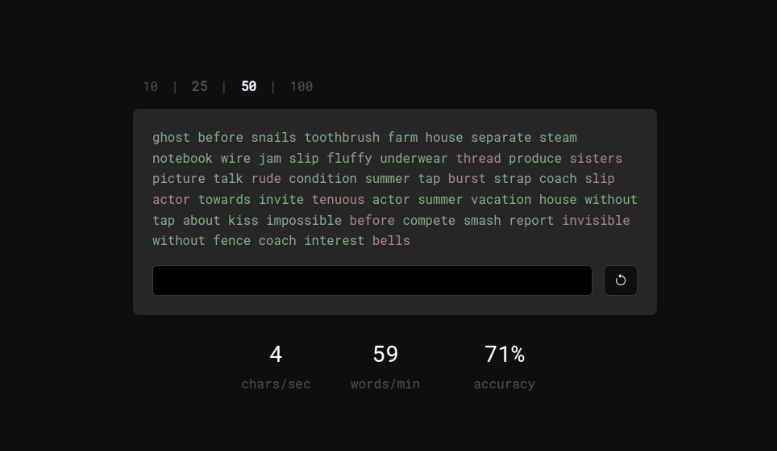 10 | 25 | 50 | 100
ghost before snails toothbrush farm house separate steam
notebook wire jam slip fluffy underwear thread produce sisters
picture talk rude condition summer tap burst strap coach slip
actor towards invite tenuous actor summer vacation house without
tap about kiss impossible before compete smash report invisible
without fence coach interest bells
4 59 71%
chars/sec words/min accuracy